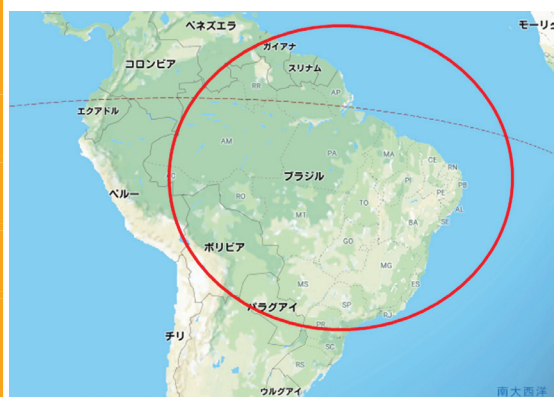 ベネズエラ
モーリタ
ガイアナ
コロンビア
スリナム
RR
AP
エクアドル
AM
PA
MA
CE
RN
ブラジル
PI
PB
PE
ペルー
RO
TO
AL
SE
MT
BA
ボリビア
GO
MG
MS
ES
SP
パラグアイ
RJ
PR
チリ
SC
RS
ウルグアイ
南大西洋